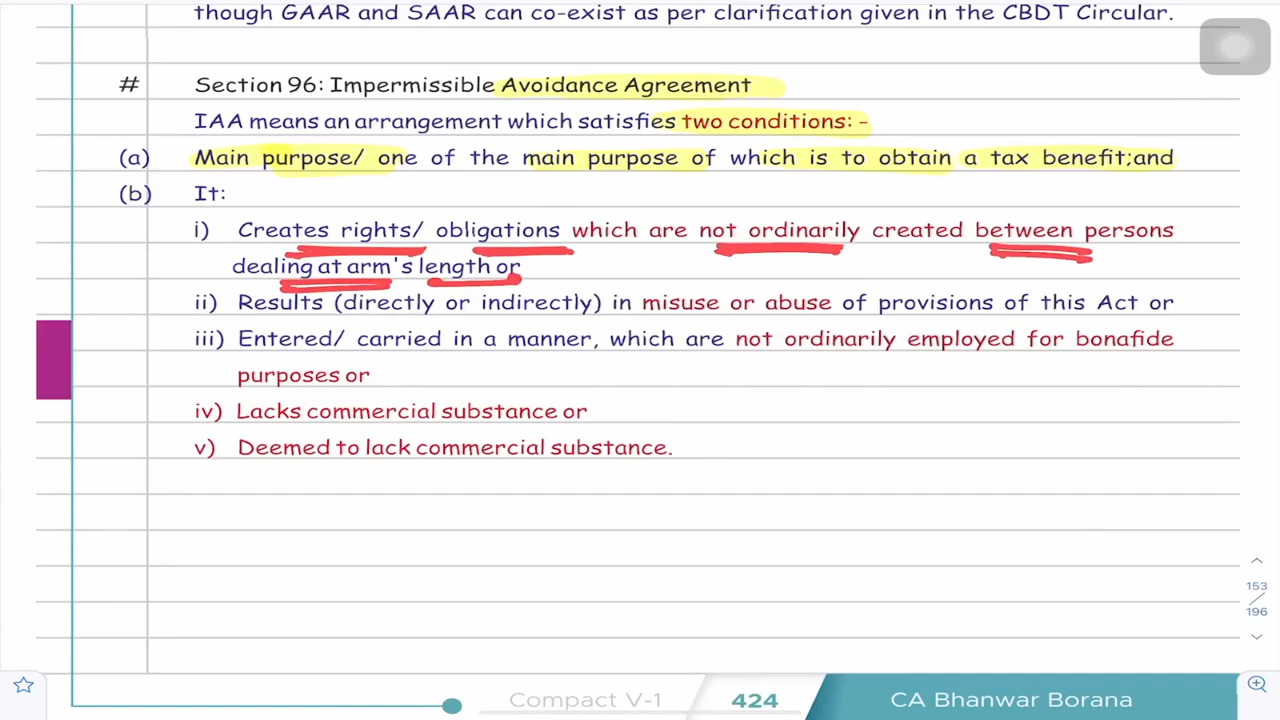 though GAAR and SAAR can co-exist as per clarification given in the CBDT Circular.
# Section 96: Impermissible Avoidance Agreement
IAA means an arrangement which satisfies two conditions: -
(a) Main purpose/ one of the main purpose of which is to obtain a tax benefit;and
(b) It:
i) Creates rights/ obligations which are not ordinarily created between persons
dealing at arm's length or
ii) Results (directly or indirectly) in misuse or abuse of provisions of this Act or
iii) Entered/ carried in a manner, which are not ordinarily employed for bonafide
purposes or
iv) Lacks commercial substance or
v) Deemed to lack commercial substance.
153
196
Compact V-1 424 CA Bhanwar Borana